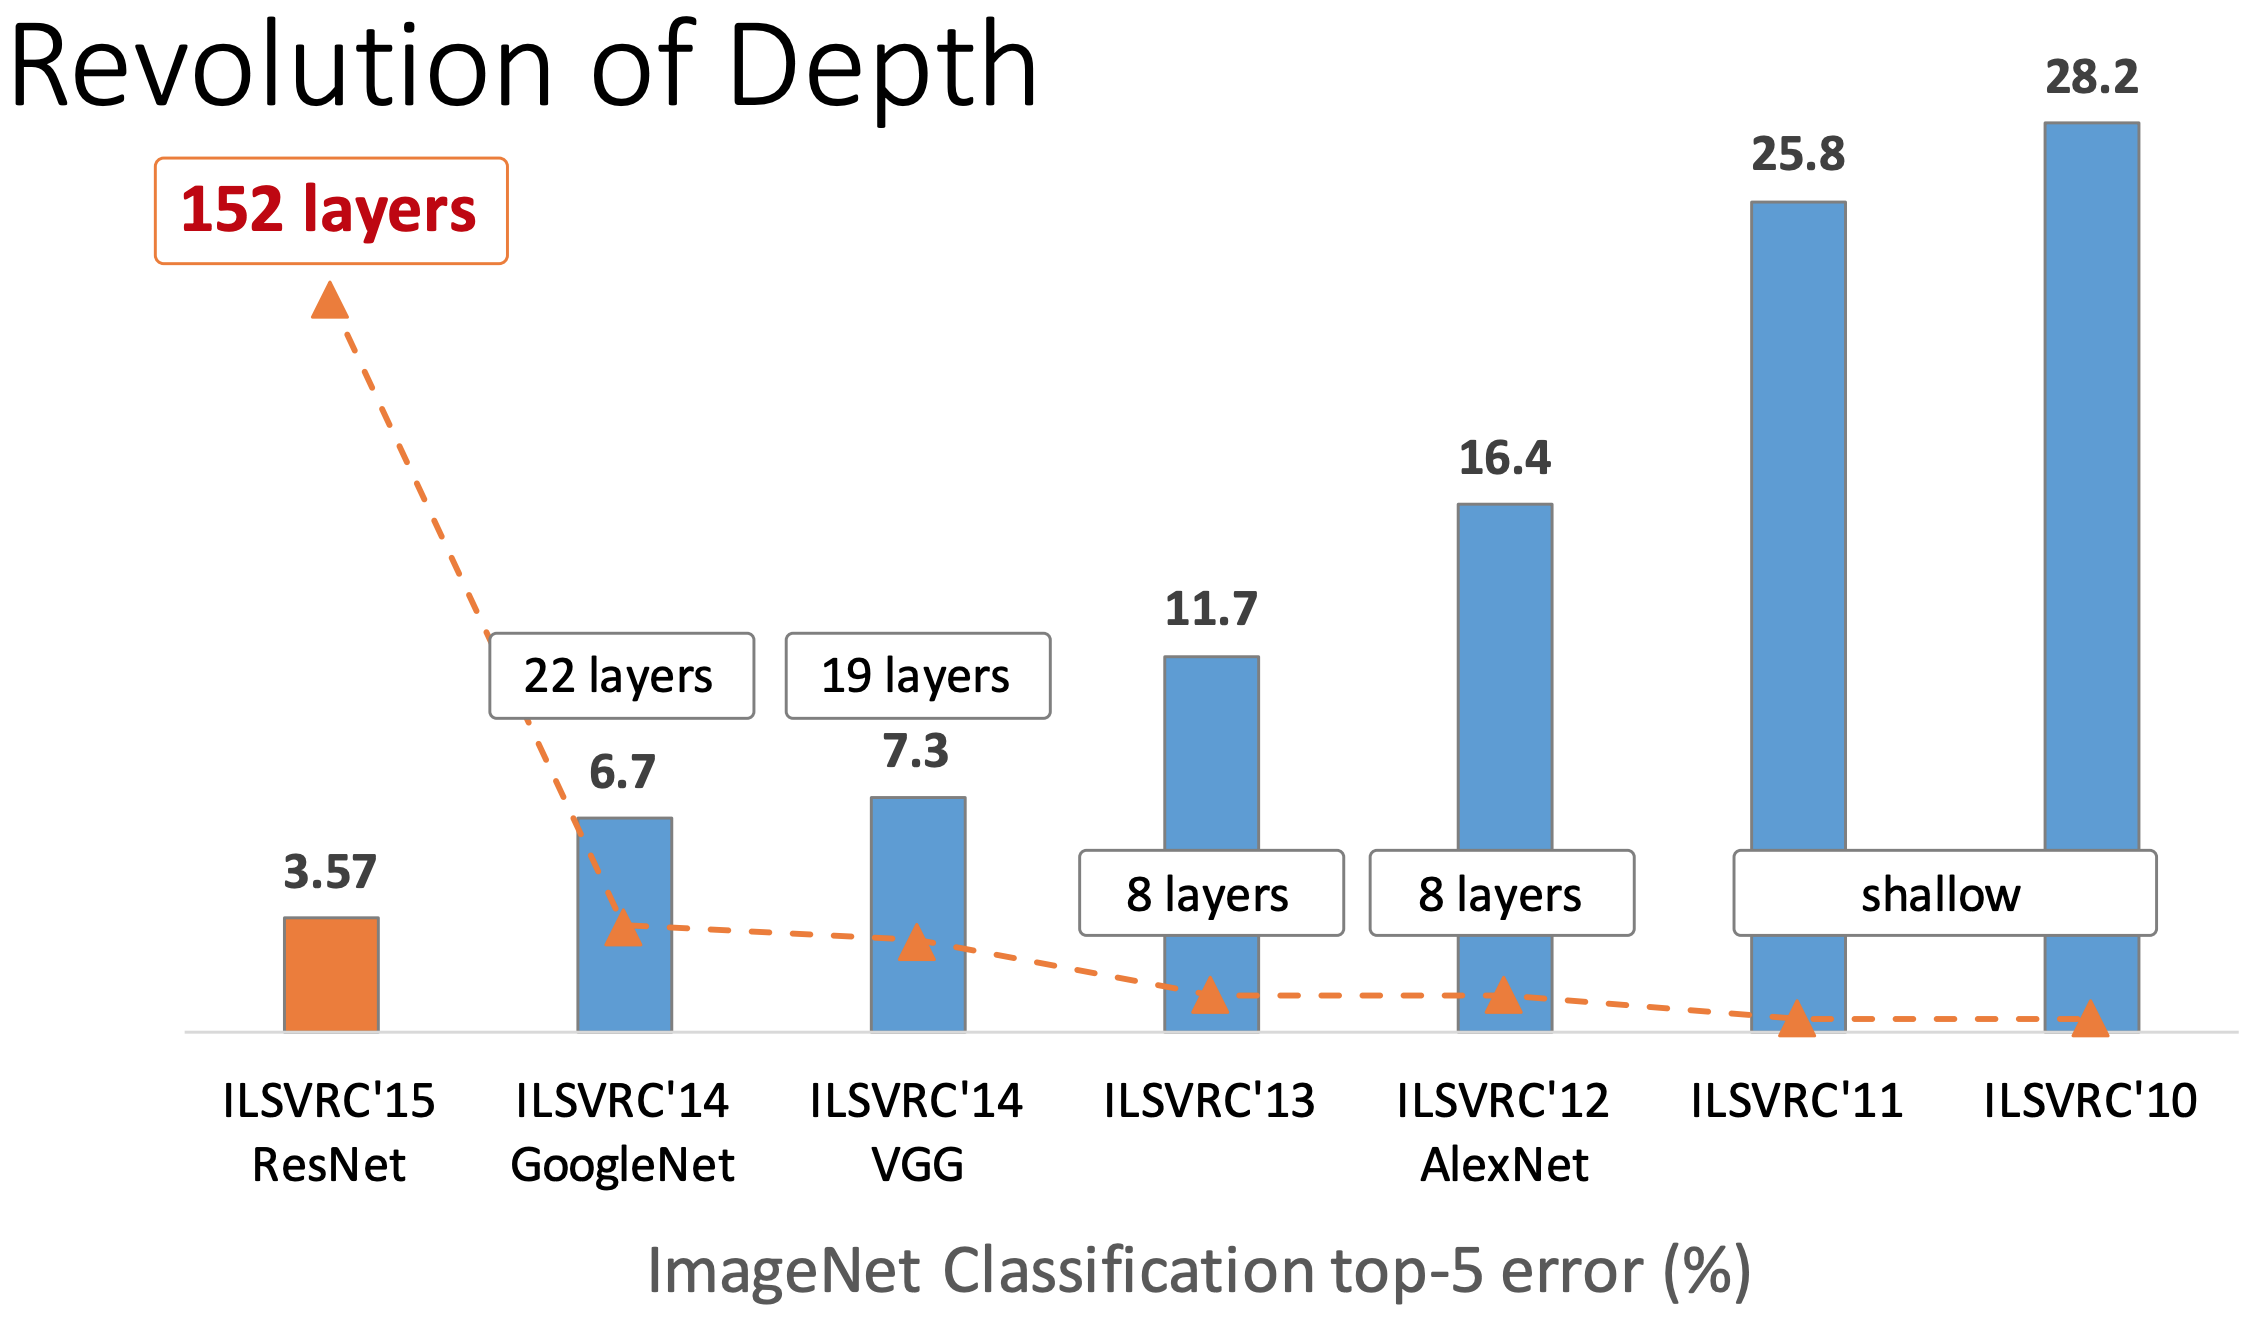 Revolution of Depth
28.2
25.8
152 layers
16.4
11.7
22 layers
19 layers
7.3
6.7
3.57
8 layers
8 layers
shallow
ILSVRC'15
ResNet
ILSVRC'14
GoogleNet
ILSVRC'14
VGG
ILSVRC'13
ILSVRC'12
AlexNet
ILSVRC'11
ILSVRC'10
ImageNet Classification top-5 error (%)